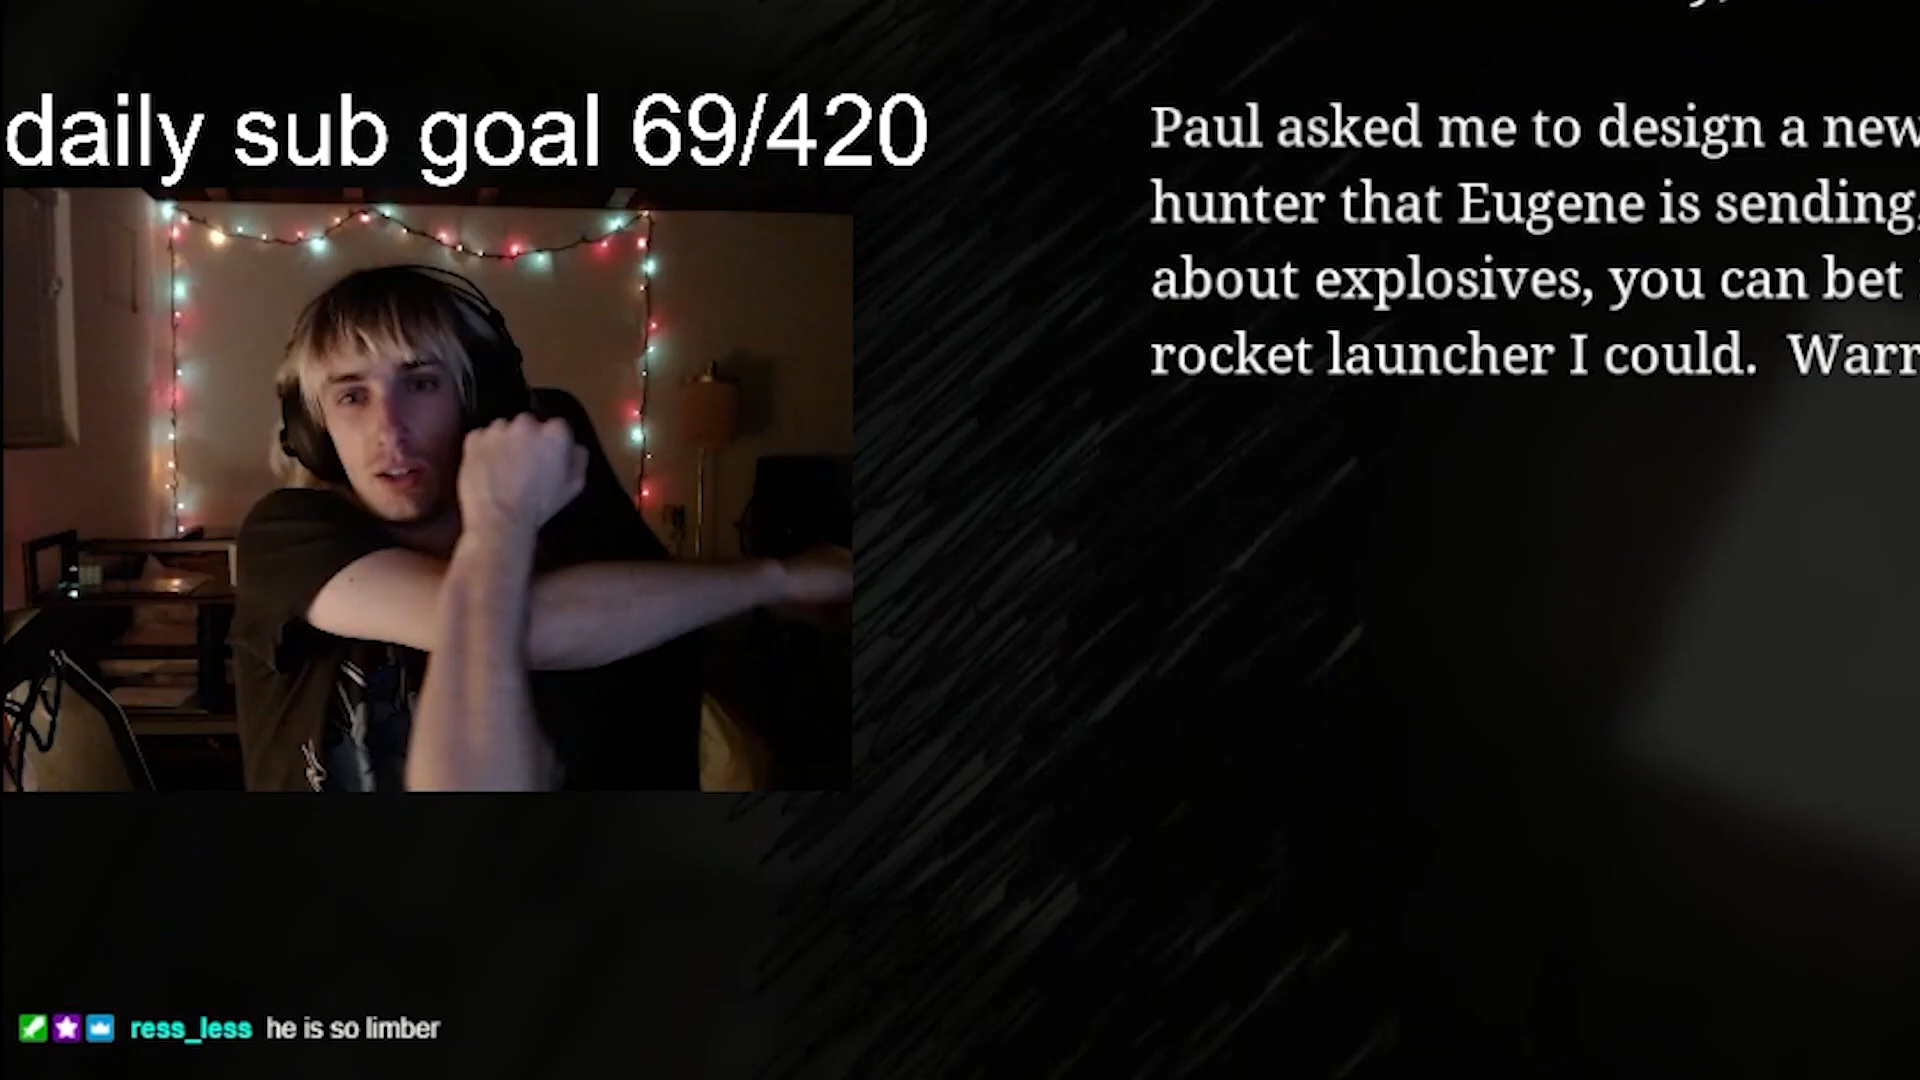 daily sub goal 69/420
Paul asked me to design a new
hunter that Eugene is sending,
about explosives, you can bet
rocket launcher I could. Warr
ress_less he is so limber